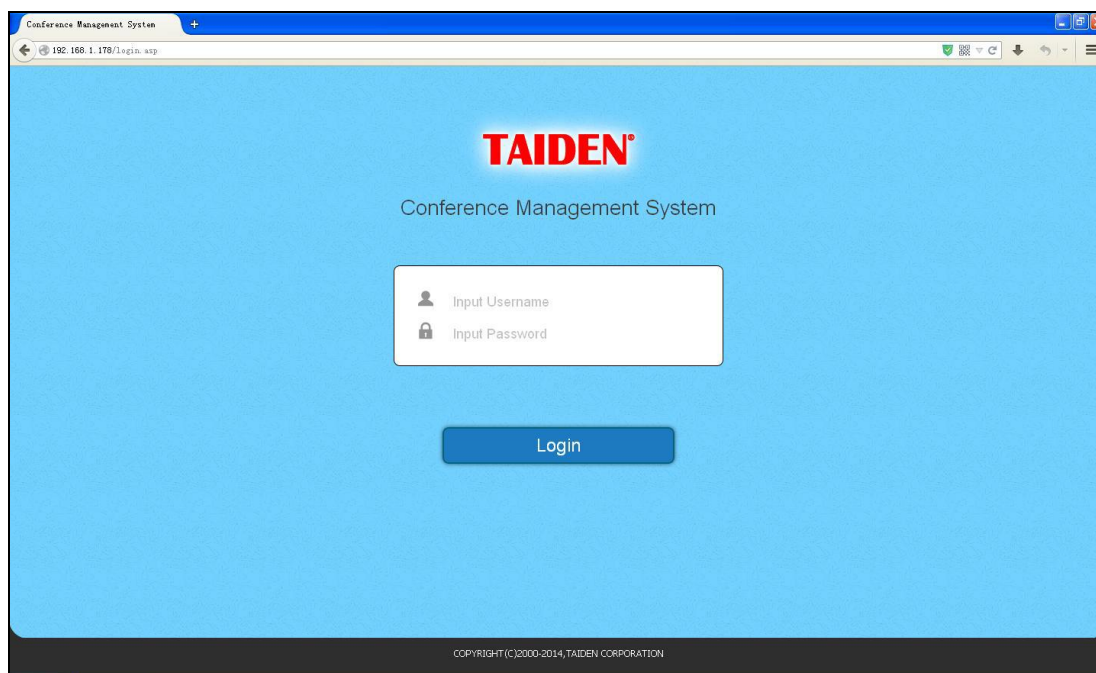 Conference Management System
192.168.1.178/login.asp
TAIDEN®
Conference Management System
Input Username
Input Password
Login
COPYRIGHT(C)2000-2014,TAIDEN CORPORATION